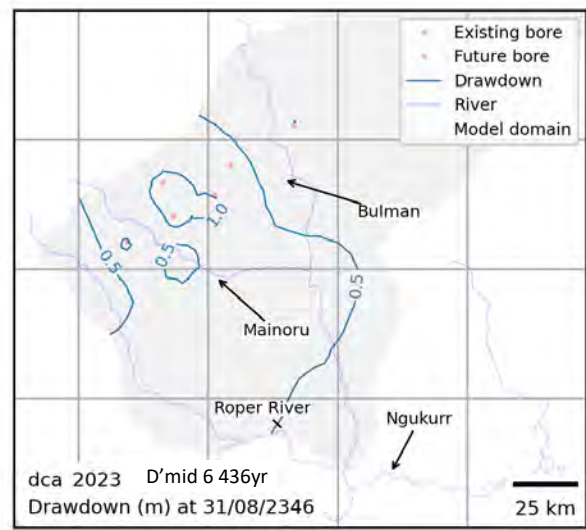 Existing bore
Future bore
Drawdown
River
Model domain
Bulman
1.0
0.5
0.5
0.5
Mainoru
Roper River
Ngukurr
dca 2023 D’mid 6 436yr
Drawdown (m) at 31/08/2346
25 km